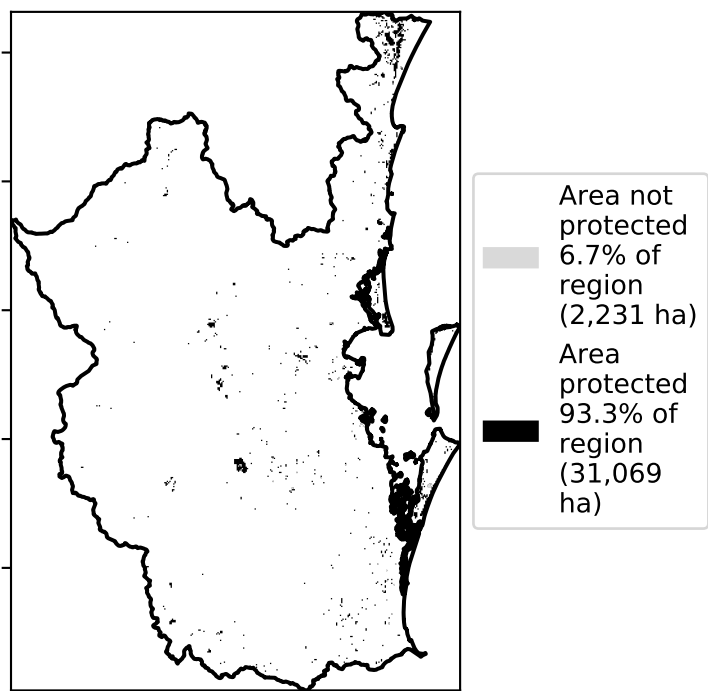 Area not
protected
6.7% of
region
(2,231 ha)
Area
protected
93.3% of
region
(31,069
ha)